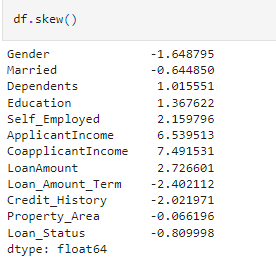 df.skew()
Gender -1.648795
Married -0.644850
Dependents 1.015551
Education 1.367622
Self_Employed 2.159796
ApplicantIncome 6.539513
CoapplicantIncome 7.491531
LoanAmount 2.726601
Loan_Amount_Term -2.402112
Credit_History -2.021971
Property_Area -0.066196
Loan_Status -0.809998
dtype: float64